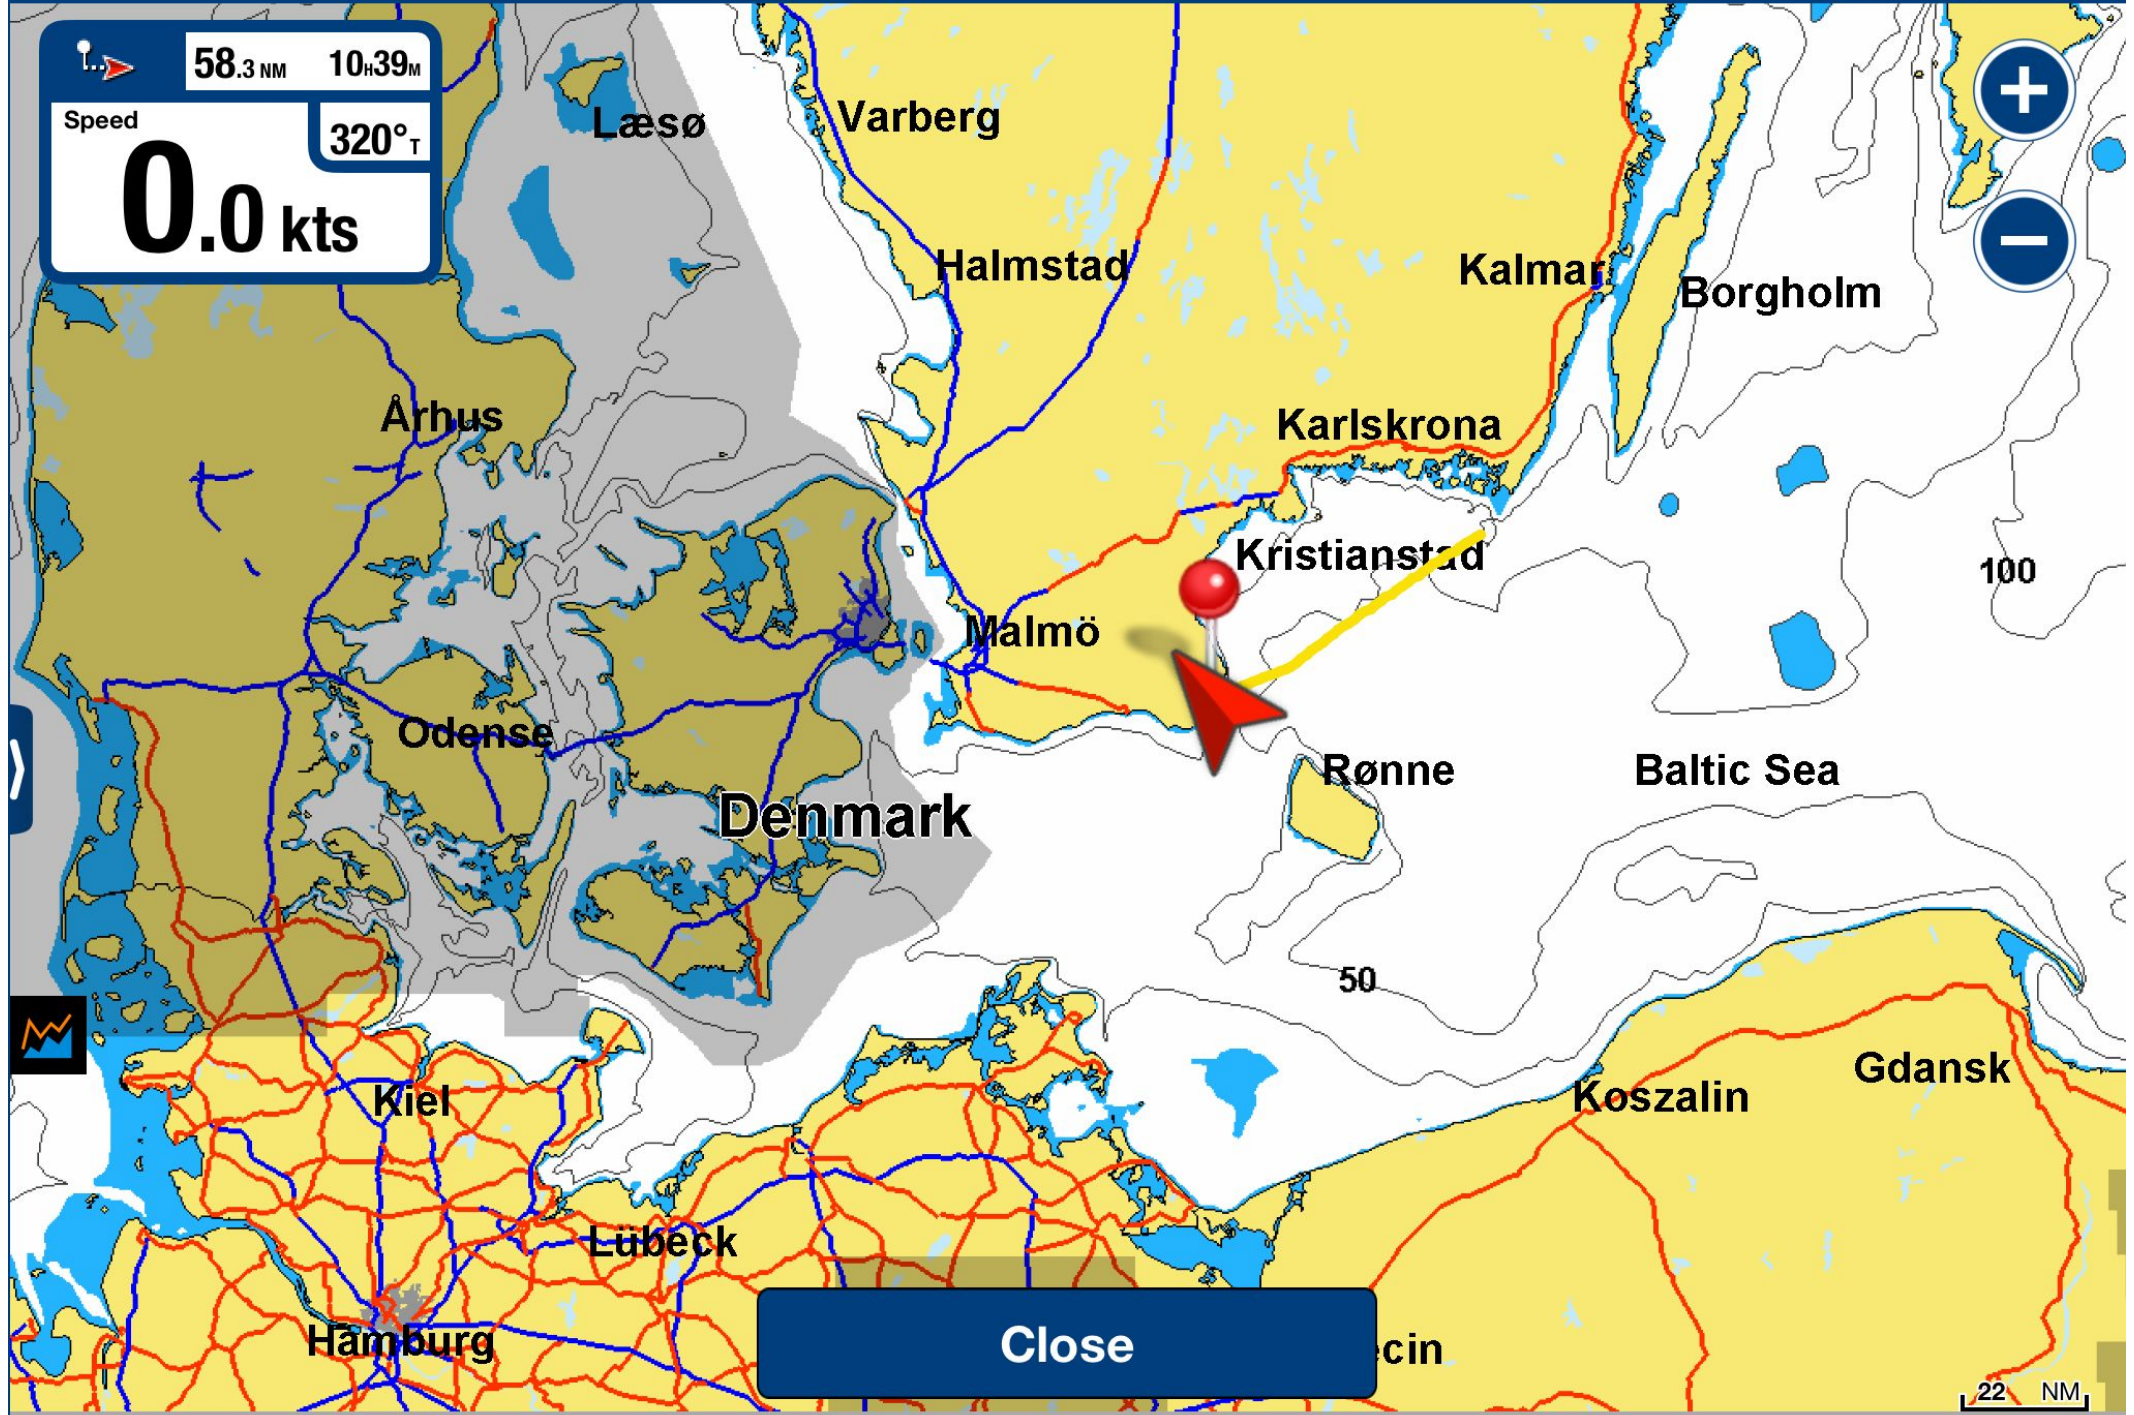 58.3 NM 10H39M
Speed
320°T
0.0 kts
Læsø
Varberg
Halmstad
Kalmar
Borgholm
Århus
Karlskrona
Kristianstad
100
Malmö
Odense
Rønne
Baltic Sea
Denmark
50
Gdansk
Koszalin
Kiel
Lübeck
Hamburg
Close
cin
22 NM